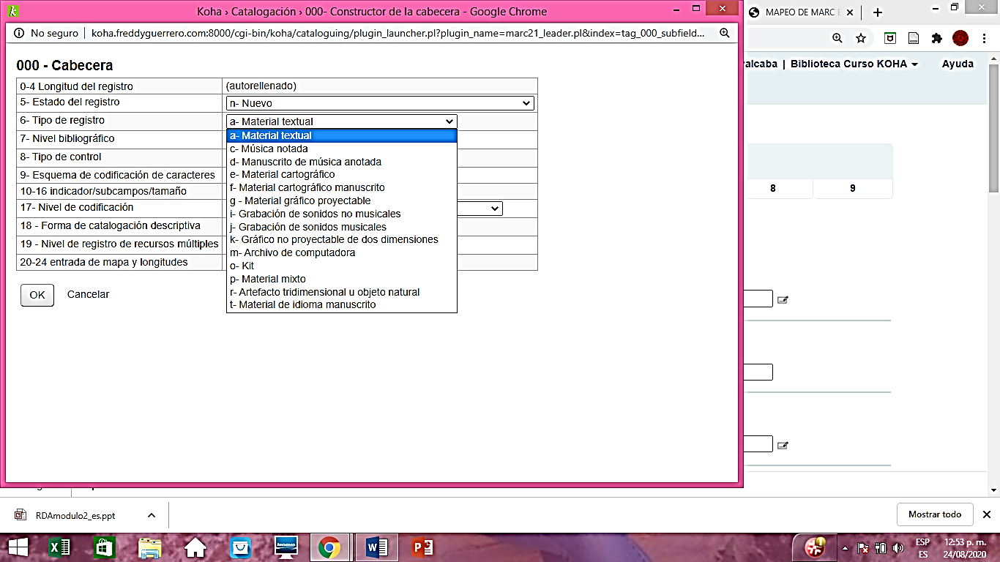 Koha › Catalogación › 000- Constructor de la cabecera - Google Chrome
MAPEO DE MARC E
No seguro
koha.freddyguerrero.com:8000/cgi-bin/koha/cataloguing/plugin_launcher.pl?plugin_name=marc21_leader.pl&index=tag_000_subfield...
alcaba | Biblioteca Curso KOHA
Ayuda
000 - Cabecera
0-4 Longitud del registro
(autorellenado)
5- Estado del registro
n- Nuevo
6- Tipo de registro
a- Material textual
7- Nivel bibliográfico
8- Tipo de control
9- Esquema de codificación de caracteres
10-16 indicador/subcampos/tamaño
17- Nivel de codificación
18 - Forma de catalogación descriptiva
19 - Nivel de registro de recursos múltiples
20-24 entrada de mapa y longitudes
a- Material textual
c- Música notada
d- Manuscrito de música anotada
e- Material cartográfico
f- Material cartográfico manuscrito
g - Material gráfico proyectable
i- Grabación de sonidos no musicales
j- Grabación de sonidos musicales
k- Gráfico no proyectable de dos dimensiones
m- Archivo de computadora
o- Kit
p- Material mixto
r- Artefacto tridimensional u objeto natural
t- Material de idioma manuscrito
OK
Cancelar
8
9
RDAmodulo2_es.ppt
Mostrar todo
ESP
ES
12:53 p. m.
24/08/2020